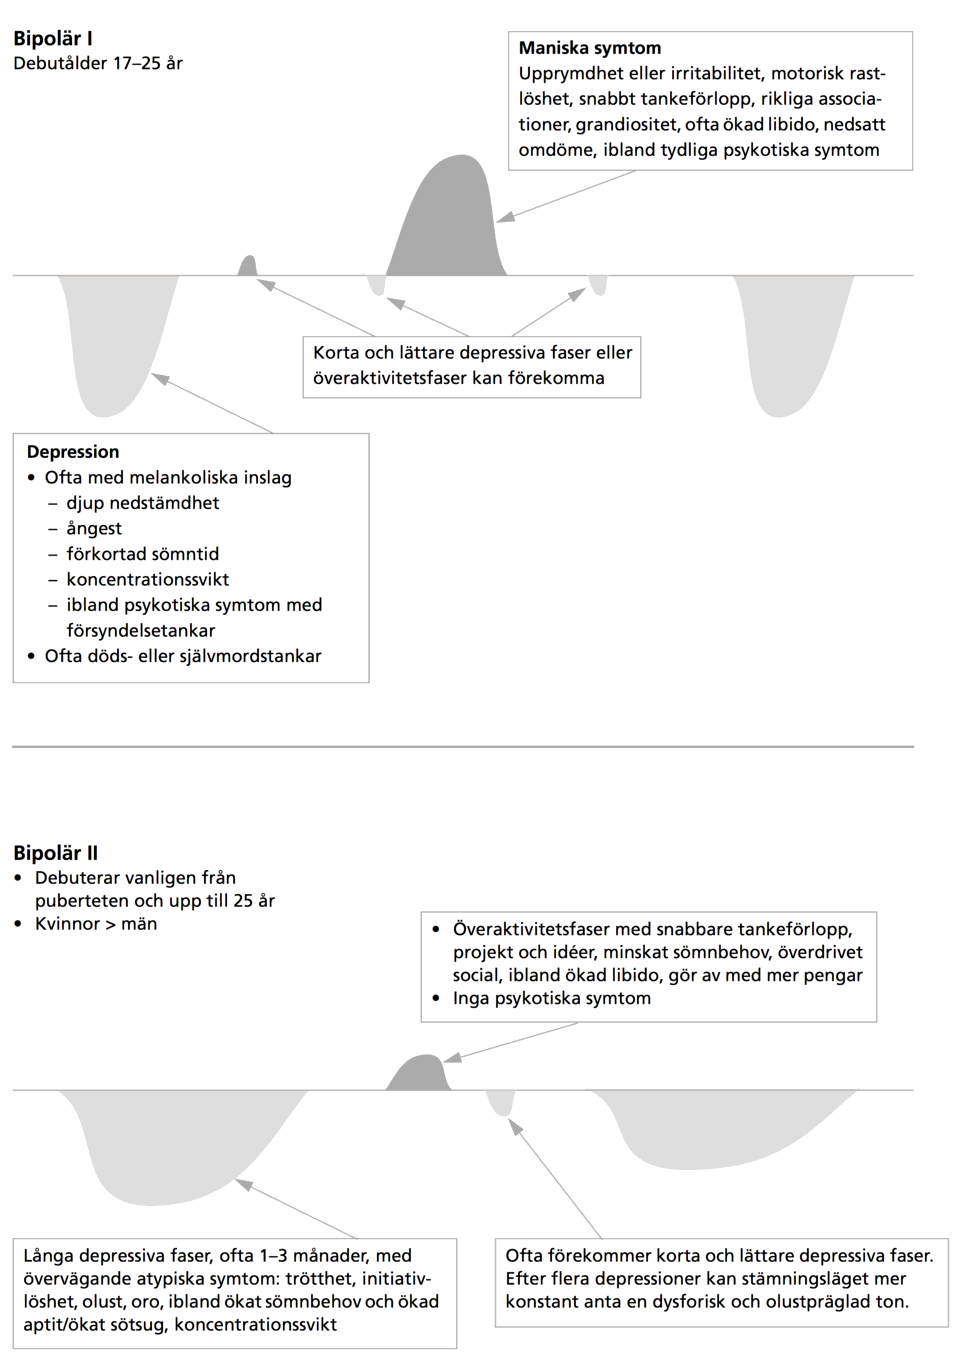 Bipolär I
Debutålder 17–25 år
Maniska symtom
Upprymdhet eller irritabilitet, motorisk rast-
löshet, snabbt tankeförlopp, rikliga associa-
tioner, grandiositet, ofta ökad libido, nedsatt
omdöme, ibland tydliga psykotiska symtom
Korta och lättare depressiva faser eller
överaktivitetsfaser kan förekomma
Depression
• Ofta med melankoliska inslag
– djup nedstämdhet
– ångest
– förkortad sömntid
– koncentrationssvikt
– ibland psykotiska symtom med
försyndelsetankar
• Ofta döds- eller självmordstankar
Bipolär II
• Debuterar vanligen från
puberteten och upp till 25 år
• Kvinnor > män
• Överaktivitetsfaser med snabbare tankeförlopp,
projekt och idéer, minskat sömnbehov, överdrivet
social, ibland ökad libido, gör av med mer pengar
• Inga psykotiska symtom
Långa depressiva faser, ofta 1–3 månader, med
övervägande atypiska symtom: trötthet, initiativ-
löshet, olust, oro, ibland ökat sömnbehov och ökad
aptit/ökat sötsug, koncentrationssvikt
Ofta förekommer korta och lättare depressiva faser.
Efter flera depressioner kan stämningsläget mer
konstant anta en dysforisk och olustpräglad ton.